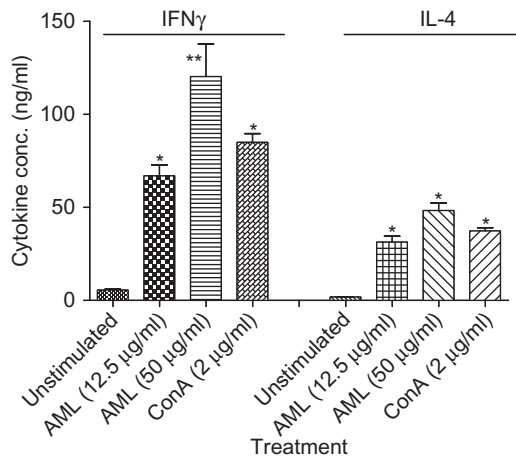 IFNγ IL-4
Cytokine conc. (ng/ml)
150
100
50
0
**
*
*
*
*
*
Unstimulated
AML (12.5 µg/ml)
AML (50 µg/ml)
ConA (2 µg/ml)
Unstimulated
AML (12.5 µg/ml)
AML (50 µg/ml)
ConA (2 µg/ml)
Treatment